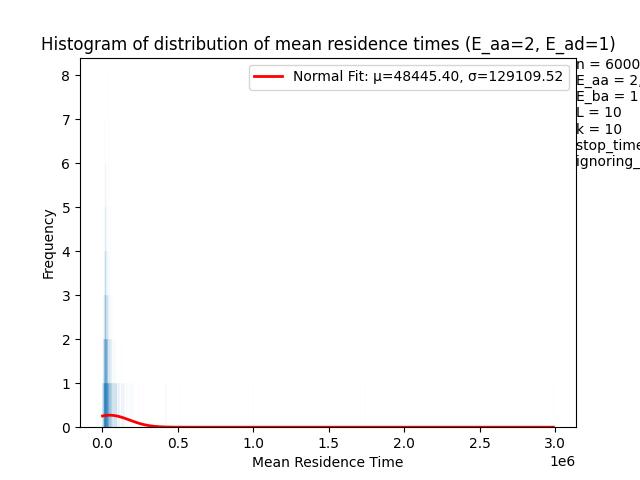 Histogram of distribution of mean residence times (E_aa=2, E_ad=1)
n = 6000
E_aa = 2,
E_ba = 1
L = 10
k = 10
stop_time
ignoring_
Normal Fit: μ=48445.40, σ=129109.52
Frequency
8
7
6
5
4
3
2
1
0
0.0 0.5 1.0 1.5 2.0 2.5 3.0
1e6
Mean Residence Time